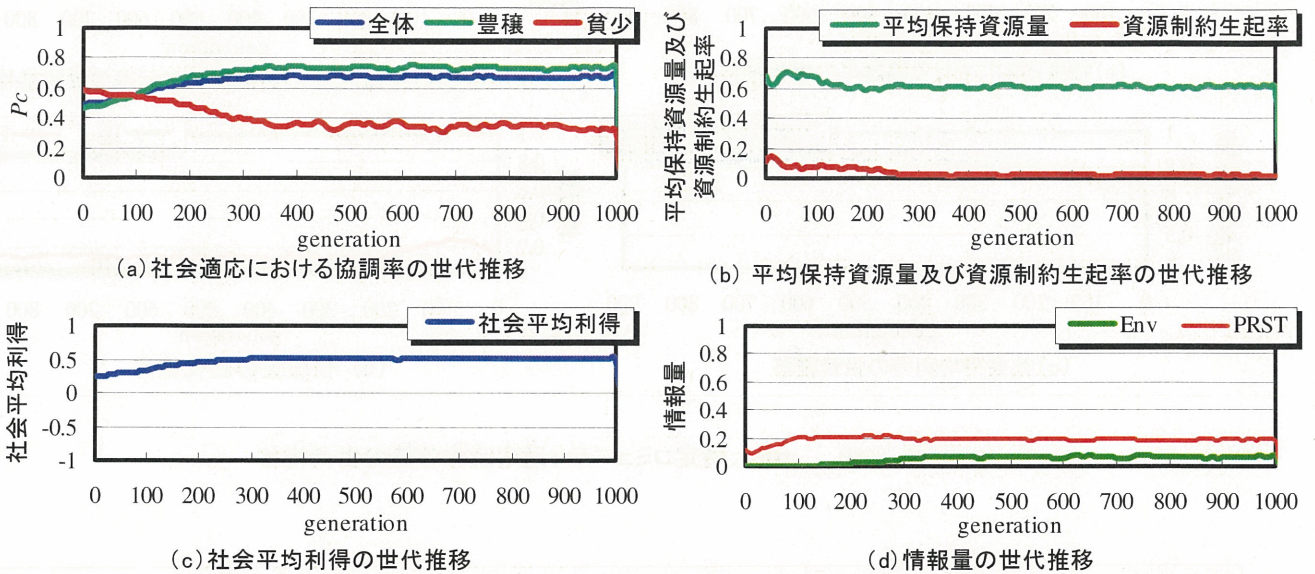 全体 豊穣 貧少
Pc
1
0.8
0.6
0.4
0.2
0
0 100 200 300 400 500 600 700 800 900 1000
generation
(a)社会適応における協調率の世代推移
平均保持資源量 資源制約生起率
平均保持資源量及び
資源制約生起率
1
0.8
0.6
0.4
0.2
0
0 100 200 300 400 500 600 700 800 900 1000
generation
(b) 平均保持資源量及び資源制約生起率の世代推移
社会平均利得
社会平均利得
1
0.5
0
-0.5
-1
0 100 200 300 400 500 600 700 800 900 1000
generation
(c)社会平均利得の世代推移
Env PRST
情報量
1
0.8
0.6
0.4
0.2
0
0 100 200 300 400 500 600 700 800 900 1000
generation
(d)情報量の世代推移